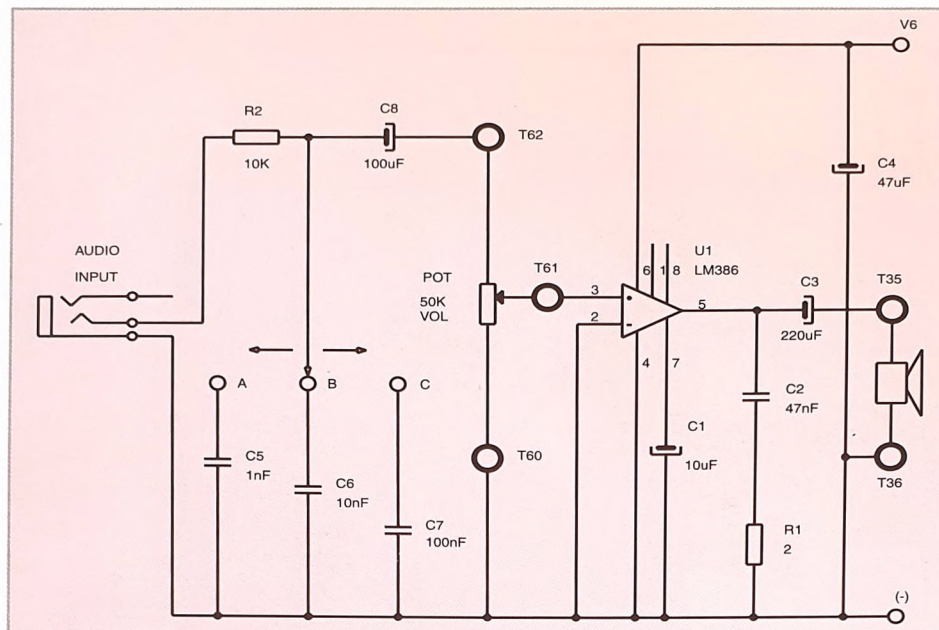 V6
R2
C8
T62
10K
100uF
C4
47uF
AUDIO
INPUT
POT
50K
VOL
T61
U1
LM386
6 1 8
3
2
5
4
7
C3
220uF
T35
A
B
C
C2
47nF
C5
1nF
C6
10nF
C7
100nF
T60
C1
10uF
T36
R1
2
(-)